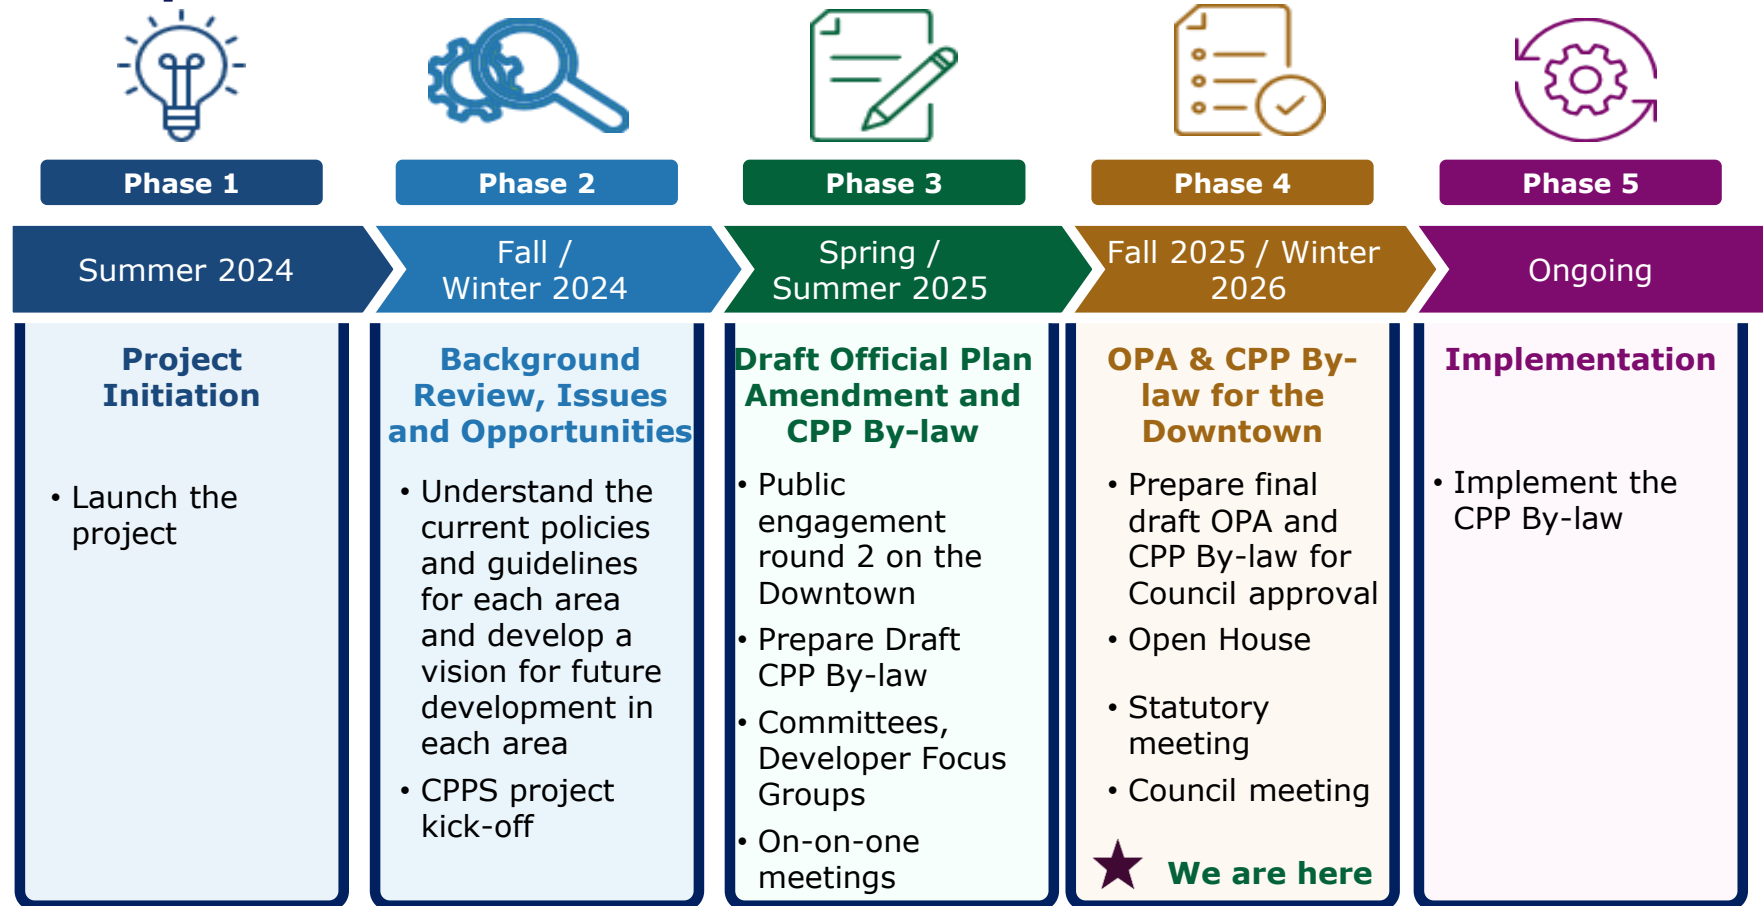 Phase 1
Phase 2
Phase 3
Phase 4
Phase 5
Summer 2024
Fall /
Winter 2024
Spring /
Summer 2025
Fall 2025 / Winter
2026
Ongoing
Project
Initiation
• Launch the
project
Background
Review, Issues
and Opportunities
• Understand the
current policies
and guidelines
for each area
and develop a
vision for future
development in
each area
• CPPS project
kick-off
Draft Official Plan
Amendment and
CPP By-law
• Public
engagement
round 2 on the
Downtown
• Prepare Draft
CPP By-law
• Committees,
Developer Focus
Groups
• On-on-one
meetings
OPA & CPP By-
law for the
Downtown
• Prepare final
draft OPA and
CPP By-law for
Council approval
• Open House
• Statutory
meeting
• Council meeting
We are here
Implementation
• Implement the
CPP By-law